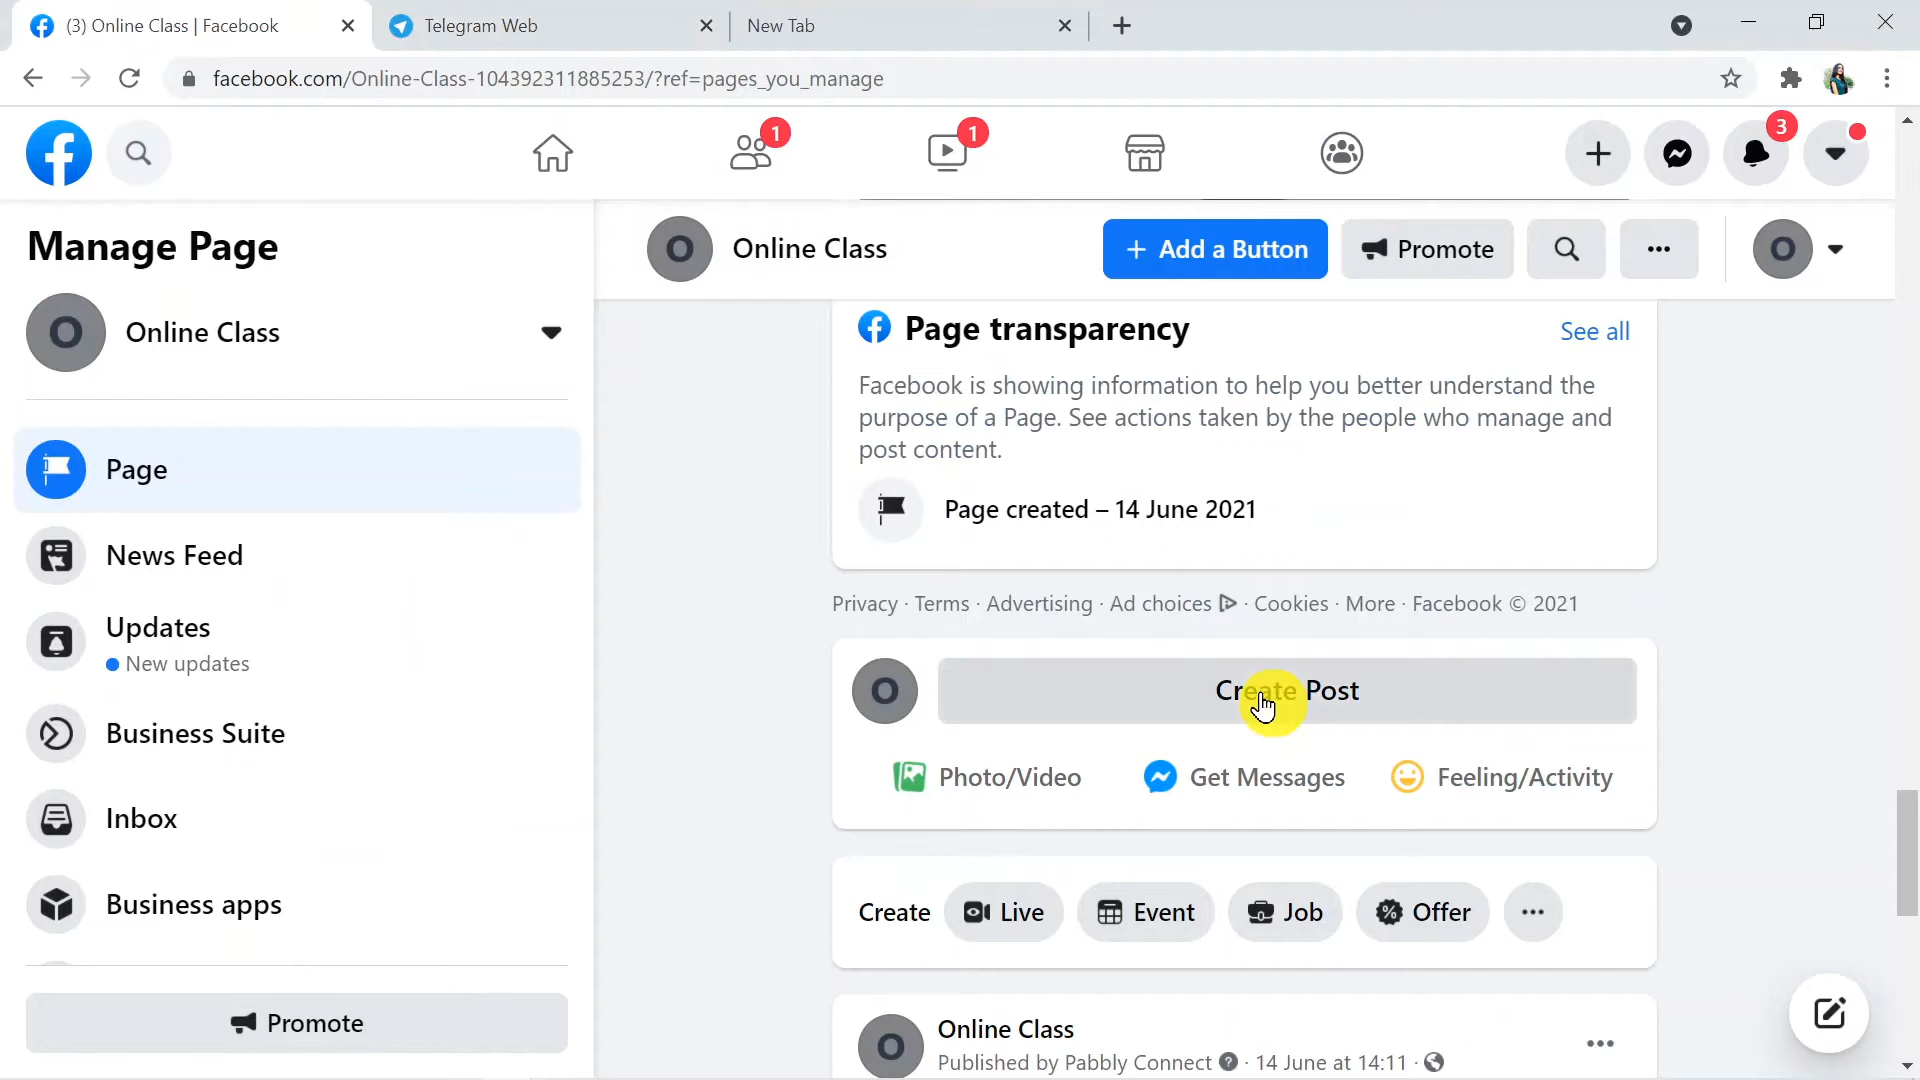 (3) Online Class | Facebook
Telegram Web
New Tab
facebook.com/Online-Class-104392311885253/?ref=pages_you_manage
1
1
3
Manage Page
O
Online Class
+ Add a Button
Promote
O
O
Online Class
Page
News Feed
Updates
New updates
Business Suite
Inbox
Business apps
Promote
Page transparency
See all
Facebook is showing information to help you better understand the
purpose of a Page. See actions taken by the people who manage and
post content.
Page created – 14 June 2021
Privacy · Terms · Advertising · Ad choices · Cookies · More · Facebook © 2021
O
Create Post
Photo/Video
Get Messages
Feeling/Activity
Create
Live
Event
Job
Offer
O
Online Class
Published by Pabbly Connect · 14 June at 14:11 ·